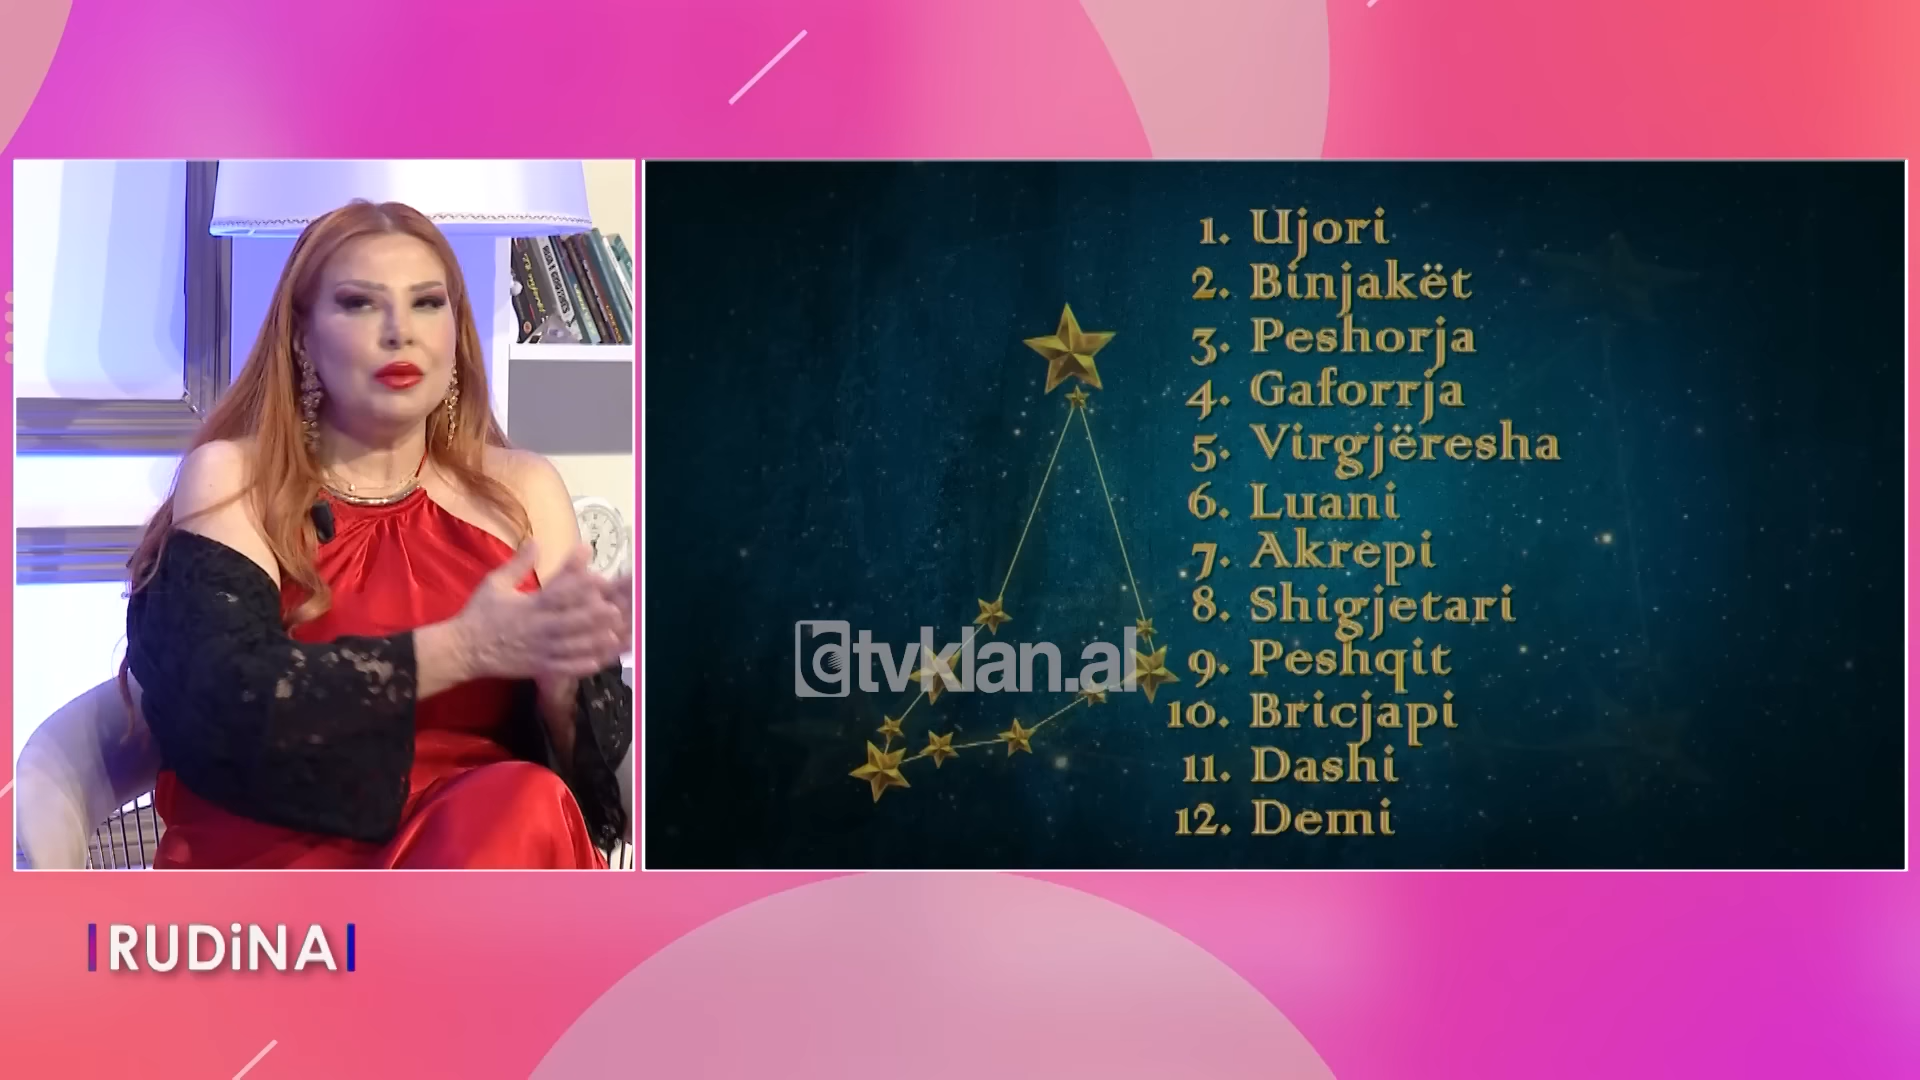 1. Ujori
2. Binjakët
3. Peshorja
4. Gaforrja
5. Virgjëresha
6. Luani
7. Akrepi
8. Shigjetari
9. Peshqit
10. Bricjapi
11. Dashi
12. Demi
tvklan.al
RUDiNA